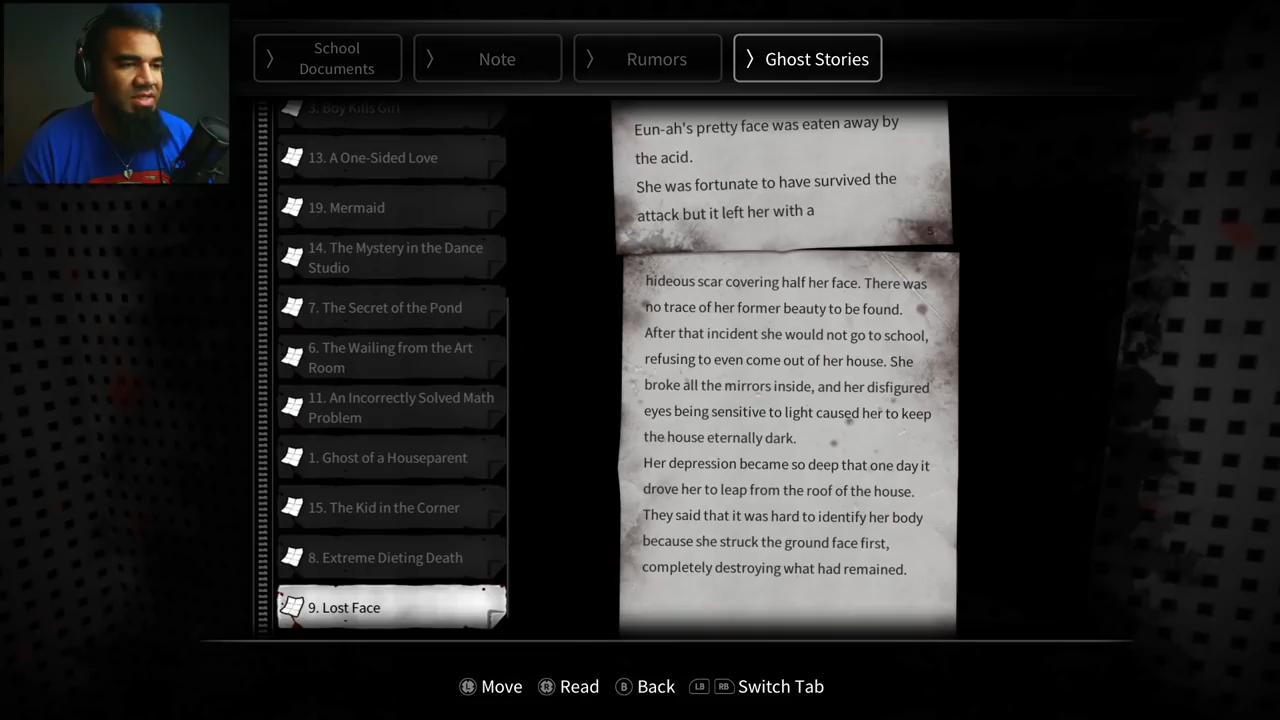 School
Documents
Note
Rumors
Ghost Stories
3. Boy Kills Girl
13. A One-Sided Love
19. Mermaid
14. The Mystery in the Dance
Studio
7. The Secret of the Pond
6. The Wailing from the Art
Room
11. An Incorrectly Solved Math
Problem
1. Ghost of a Houseparent
15. The Kid in the Corner
8. Extreme Dieting Death
9. Lost Face
Eun-ah's pretty face was eaten away by
the acid.
She was fortunate to have survived the
attack but it left her with a
5
hideous scar covering half her face. There was
no trace of her former beauty to be found.
After that incident she would not go to school,
refusing to even come out of her house. She
broke all the mirrors inside, and her disfigured
eyes being sensitive to light caused her to keep
the house eternally dark.
Her depression became so deep that one day it
drove her to leap from the roof of the house.
They said that it was hard to identify her body
because she struck the ground face first,
completely destroying what had remained.
L Move R Read B Back LB RB Switch Tab